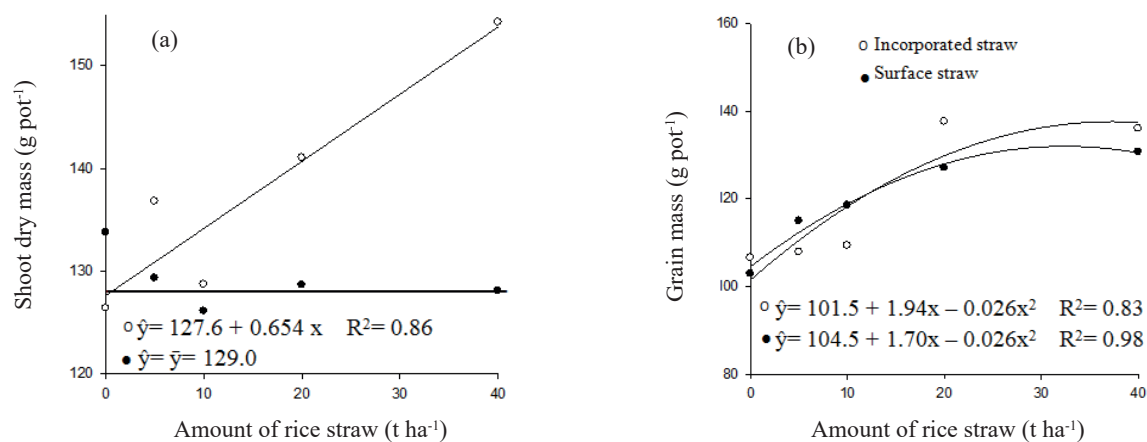 (a)
Shoot dry mass (g pot⁻¹)
150
140
130
120
ŷ= 127.6 + 0.654 x R²= 0.86
ŷ= ȳ= 129.0
0 10 20 30 40
Amount of rice straw (t ha⁻¹)
(b)
Incorporated straw
Surface straw
Grain mass (g pot⁻¹)
160
140
120
100
80
ŷ= 101.5 + 1.94x – 0.026x² R²= 0.83
ŷ= 104.5 + 1.70x – 0.026x² R²= 0.98
0 10 20 30 40
Amount of rice straw (t ha⁻¹)